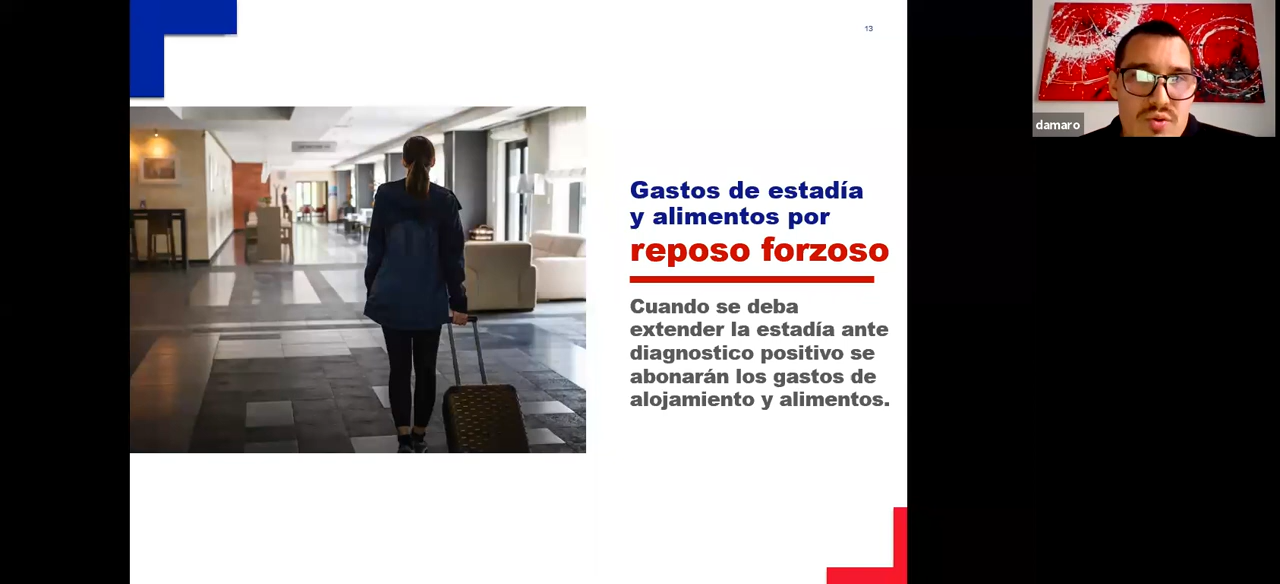 13
Gastos de estadía
y alimentos por
reposo forzoso
Cuando se deba
extender la estadía ante
diagnostico positivo se
abonarán los gastos de
alojamiento y alimentos.
damaro